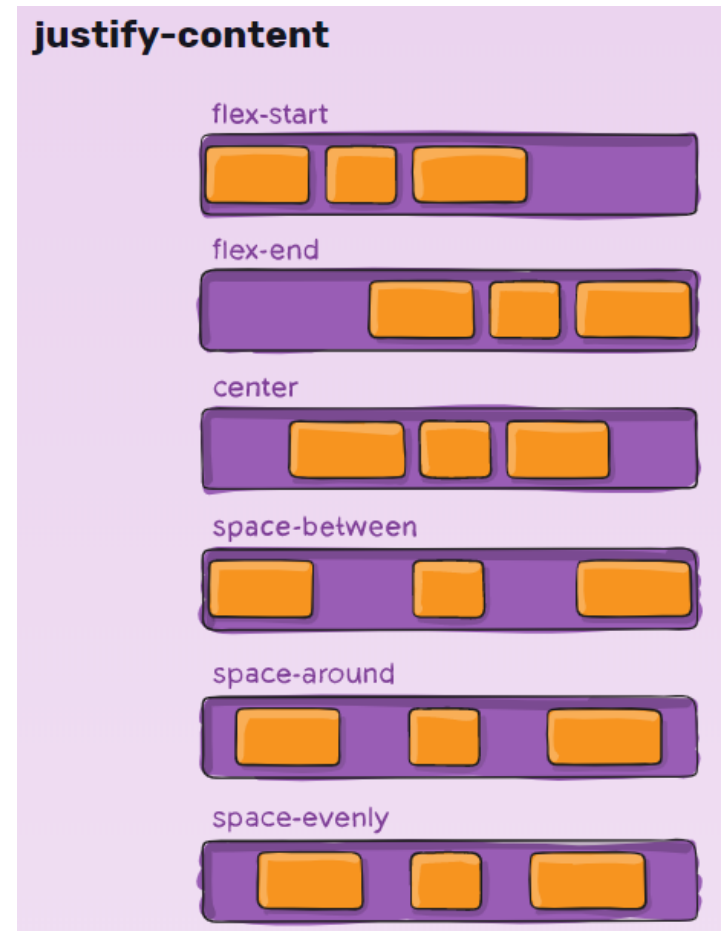 justify-content
flex-start
flex-end
center
space-between
space-around
space-evenly